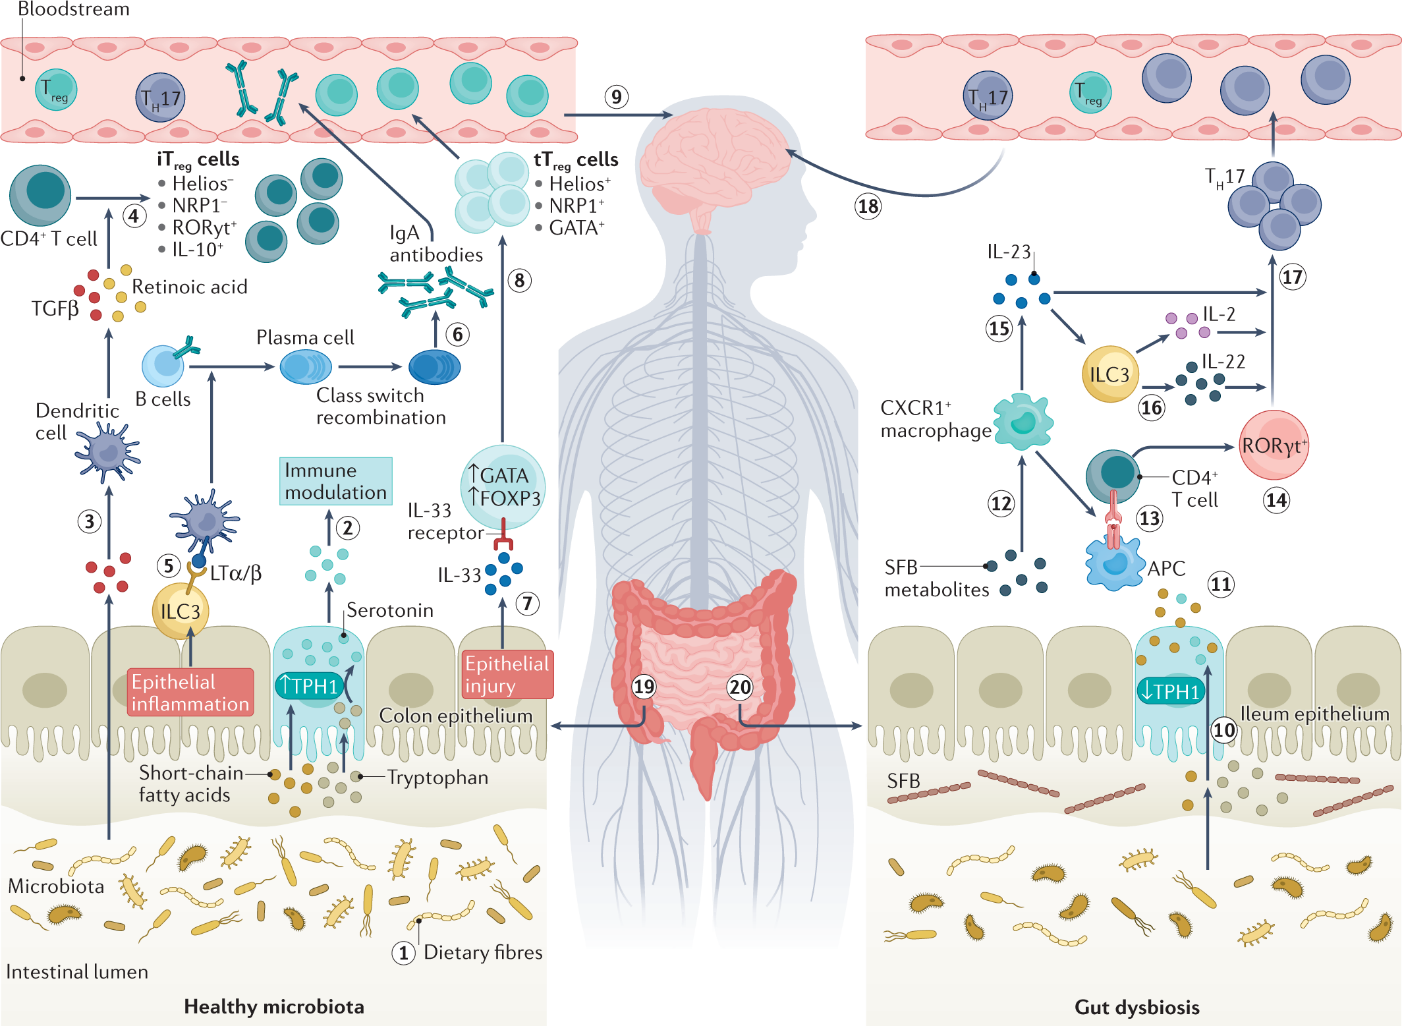 Bloodstream
Treg
TH17
9
iTreg cells
• Helios−
• NRP1−
• RORyt+
• IL-10+
4
CD4+ T cell
tTreg cells
• Helios+
• NRP1+
• GATA+
IgA
antibodies
8
Retinoic acid
TGFβ
6
Plasma cell
B cells
Class switch
recombination
Dendritic
cell
Immune
modulation
↑GATA
↑FOXP3
IL-33
receptor
3
2
5
LTα/β
IL-33
7
ILC3
Serotonin
Epithelial
inflammation
↑TPH1
Epithelial
injury
Colon epithelium
Short-chain
fatty acids
Tryptophan
Microbiota
1
Dietary fibres
Intestinal lumen
Healthy microbiota
19
20
TH17
Treg
18
TH17
IL-23
17
15
IL-2
ILC3
IL-22
16
CXCR1+
macrophage
RORγt+
CD4+
T cell
14
12
13
SFB
metabolites
APC
11
↓TPH1
Ileum epithelium
10
SFB
Gut dysbiosis